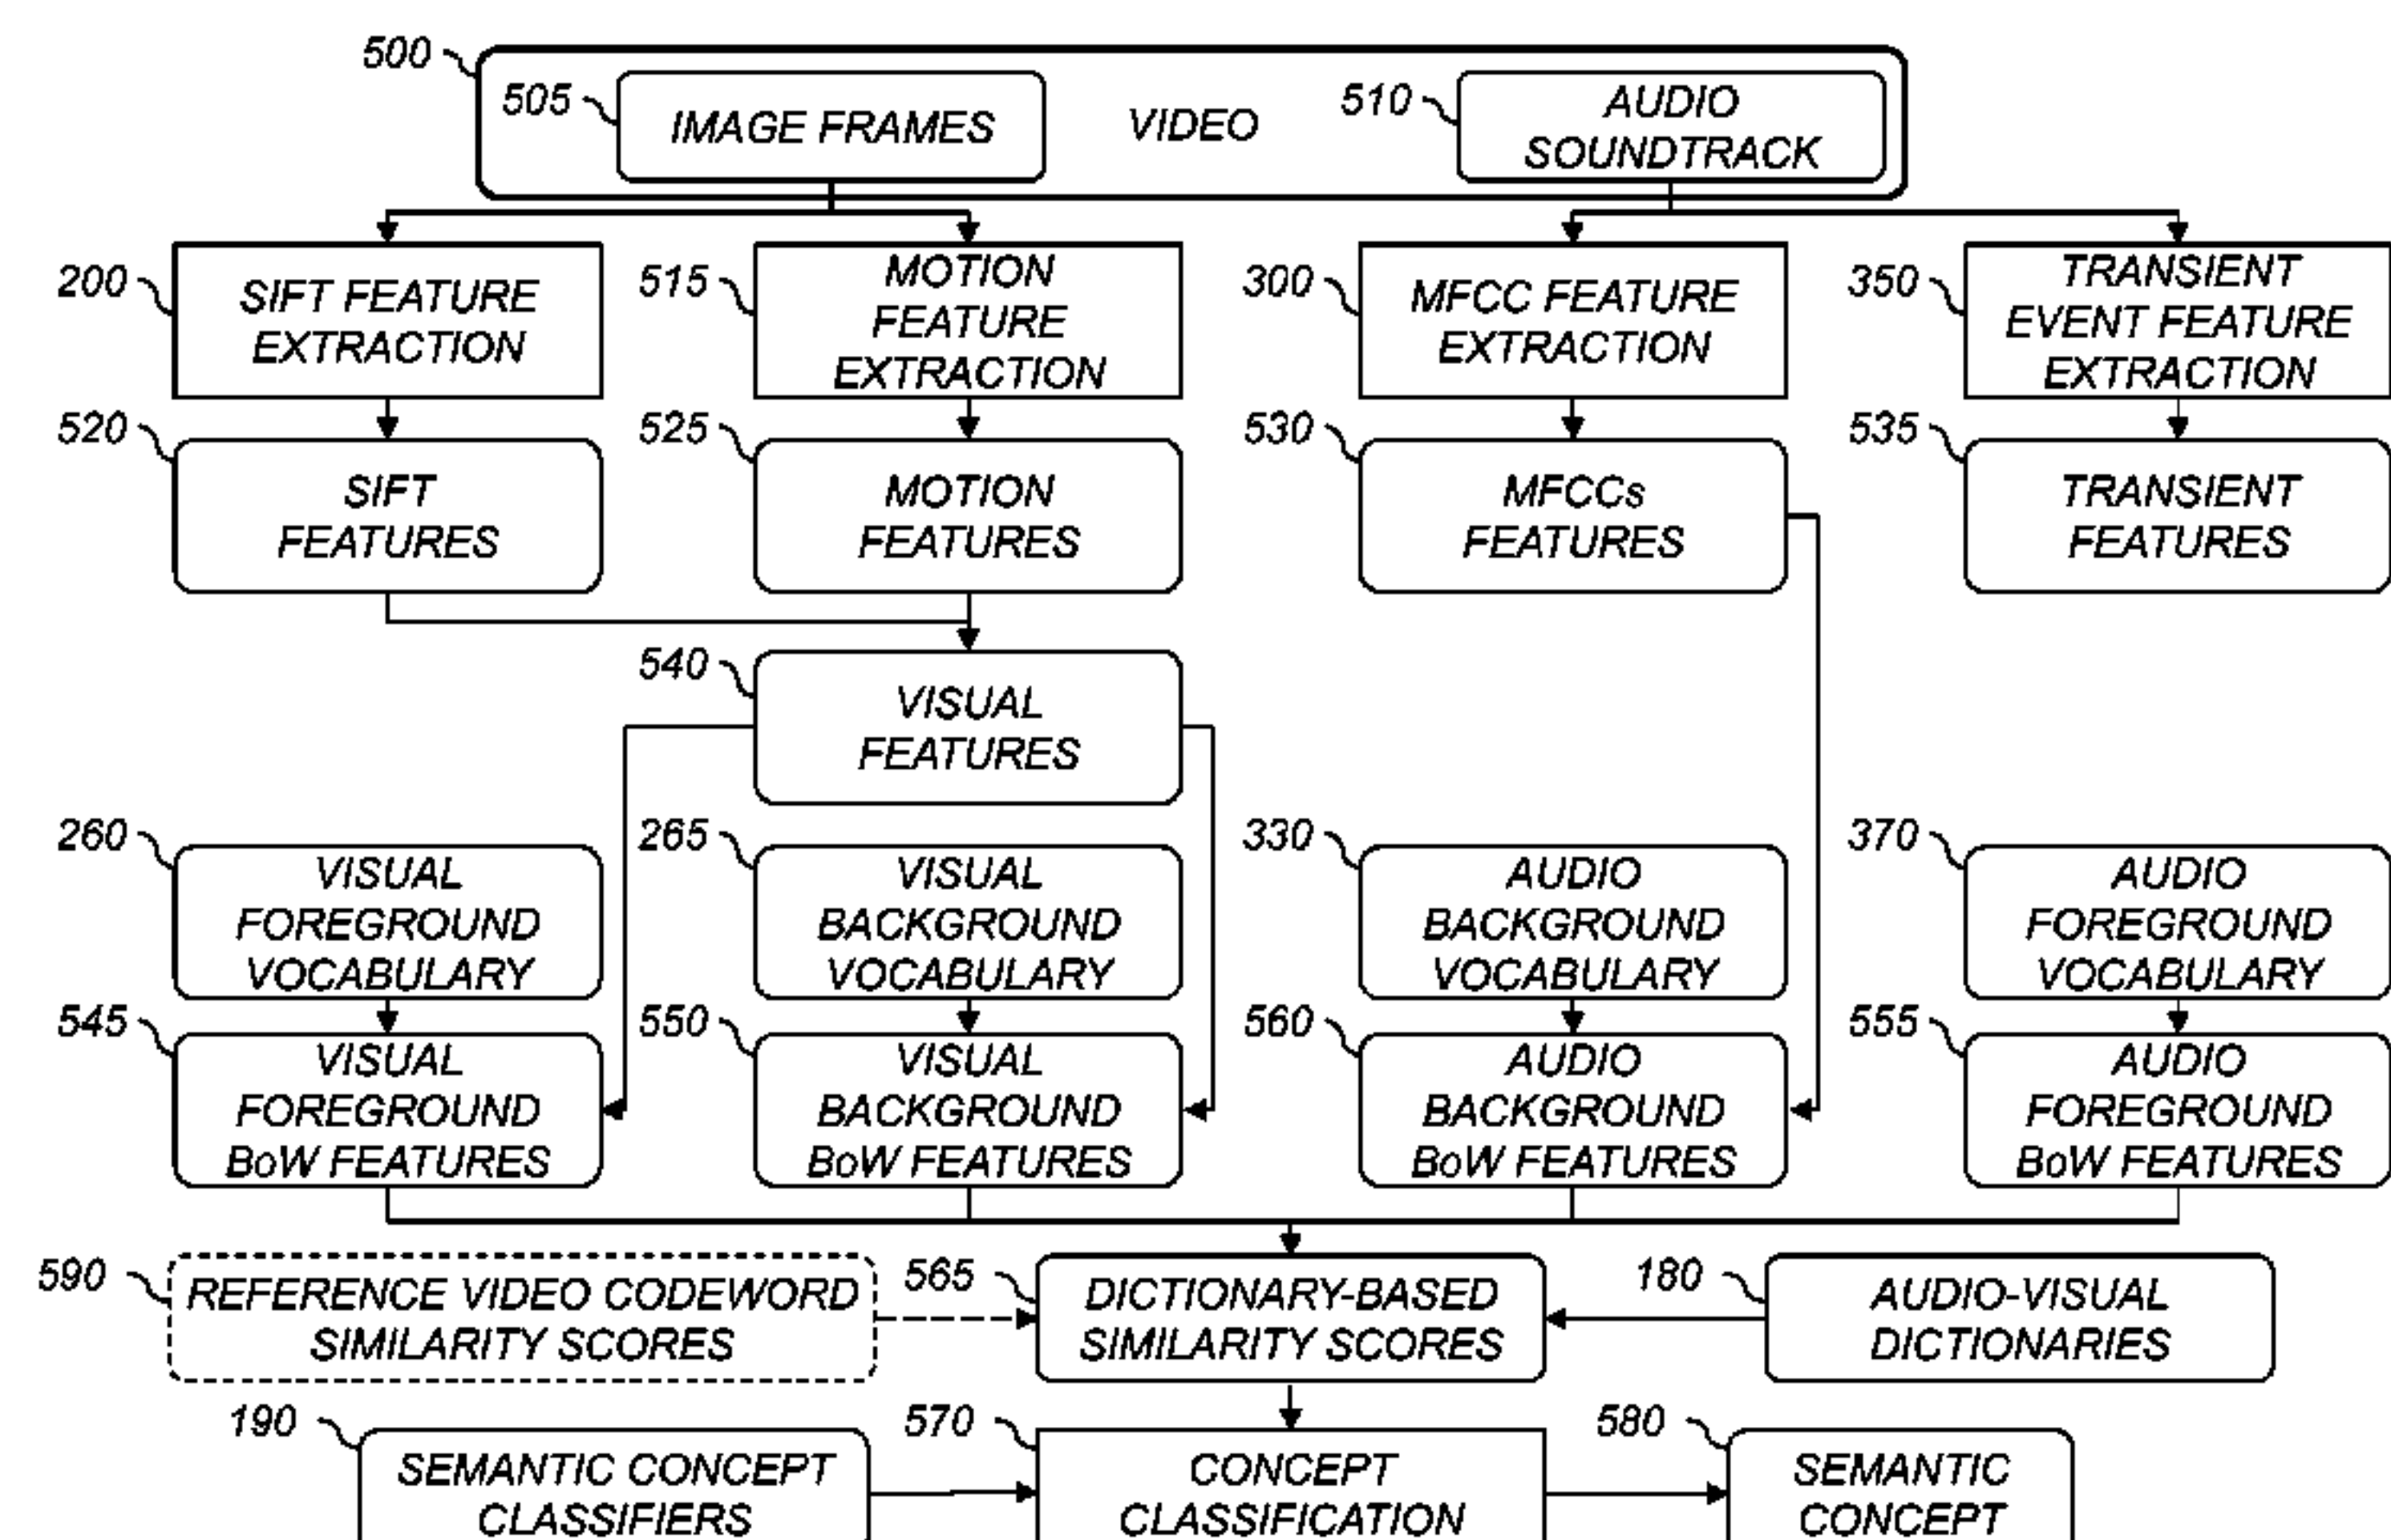 500
505
IMAGE FRAMES
VIDEO
510
AUDIO
SOUNDTRACK
200
SIFT FEATURE
EXTRACTION
515
MOTION
FEATURE
EXTRACTION
300
MFCC FEATURE
EXTRACTION
350
TRANSIENT
EVENT FEATURE
EXTRACTION
520
SIFT
FEATURES
525
MOTION
FEATURES
530
MFCCs
FEATURES
535
TRANSIENT
FEATURES
540
VISUAL
FEATURES
260
VISUAL
FOREGROUND
VOCABULARY
265
VISUAL
BACKGROUND
VOCABULARY
330
AUDIO
BACKGROUND
VOCABULARY
370
AUDIO
FOREGROUND
VOCABULARY
545
VISUAL
FOREGROUND
BoW FEATURES
550
VISUAL
BACKGROUND
BoW FEATURES
560
AUDIO
BACKGROUND
BoW FEATURES
555
AUDIO
FOREGROUND
BoW FEATURES
590
REFERENCE VIDEO CODEWORD
SIMILARITY SCORES
565
DICTIONARY-BASED
SIMILARITY SCORES
180
AUDIO-VISUAL
DICTIONARIES
190
SEMANTIC CONCEPT
CLASSIFIERS
570
CONCEPT
CLASSIFICATION
580
SEMANTIC
CONCEPT